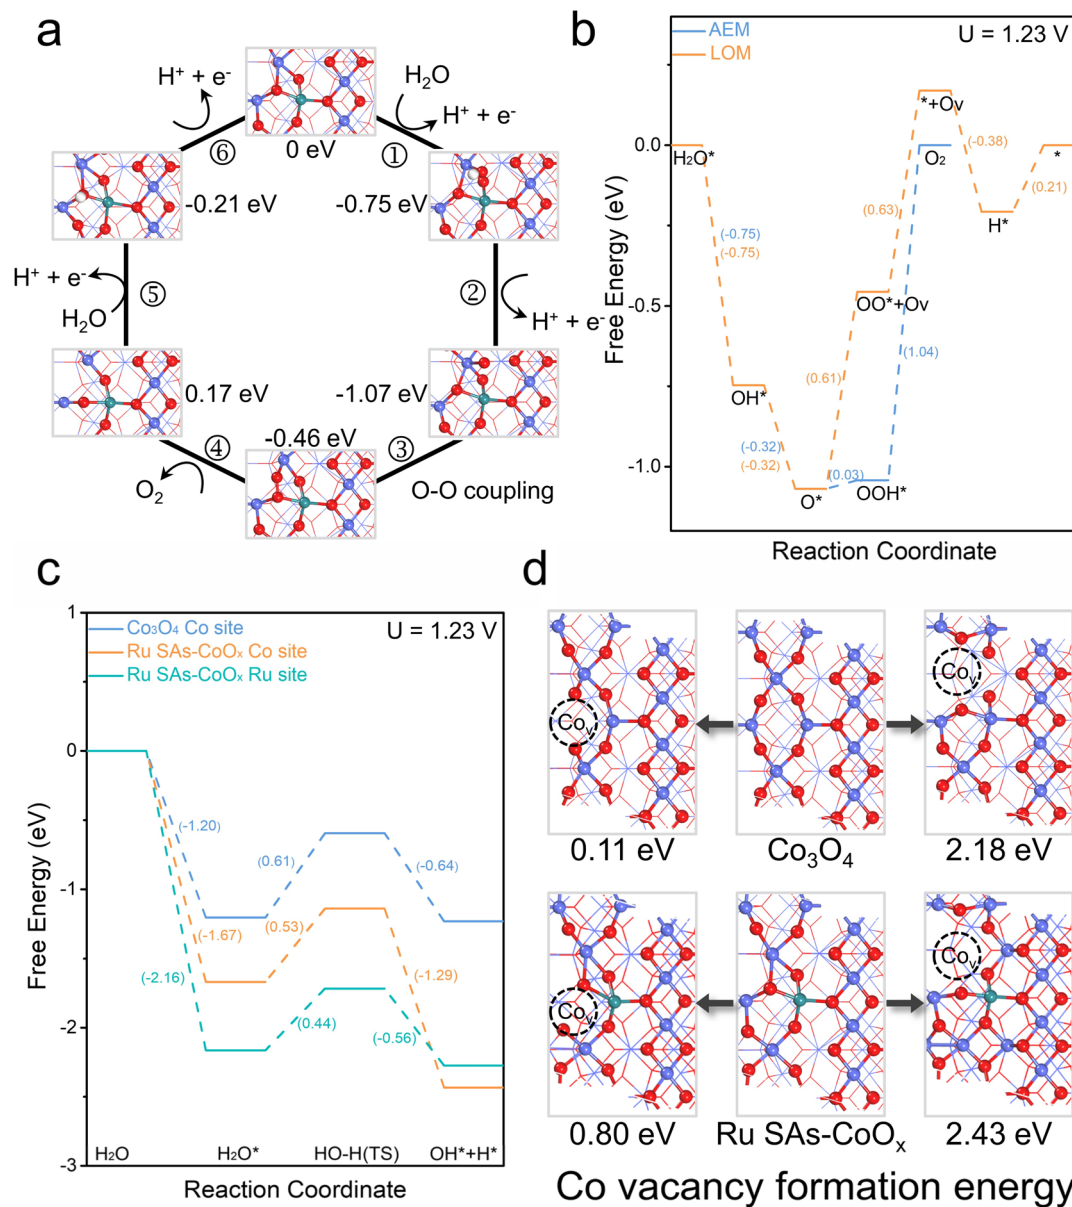 a
H⁺ + e⁻
H₂O
H⁺ + e⁻
0 eV
⑥
①
-0.21 eV
-0.75 eV
H⁺ + e⁻
⑤
②
H₂O
H⁺ + e⁻
0.17 eV
-1.07 eV
-0.46 eV
④
③
O₂
O-O coupling
b
AEM
LOM
U = 1.23 V
Free Energy (eV)
0.0
-0.5
-1.0
H₂O*
(-0.75)
(-0.75)
OH*
(-0.32)
(-0.32)
O*
(0.03)
OOH*
(0.61)
OO*+Oᵥ
(0.63)
(1.04)
*+Oᵥ
O₂
(-0.38)
H*
(0.21)
*
Reaction Coordinate
c
Co₃O₄ Co site
Ru SAs-CoOₓ Co site
Ru SAs-CoOₓ Ru site
U = 1.23 V
Free Energy (eV)
1
0
-1
-2
-3
(-1.20)
(0.61)
(-0.64)
(-1.67)
(0.53)
(-1.29)
(-2.16)
(0.44)
(-0.56)
H₂O
H₂O*
HO-H(TS)
OH*+H*
Reaction Coordinate
d
Coᵥ
Coᵥ
0.11 eV
Co₃O₄
2.18 eV
Coᵥ
Coᵥ
0.80 eV
Ru SAs-CoOₓ
2.43 eV
Co vacancy formation energy